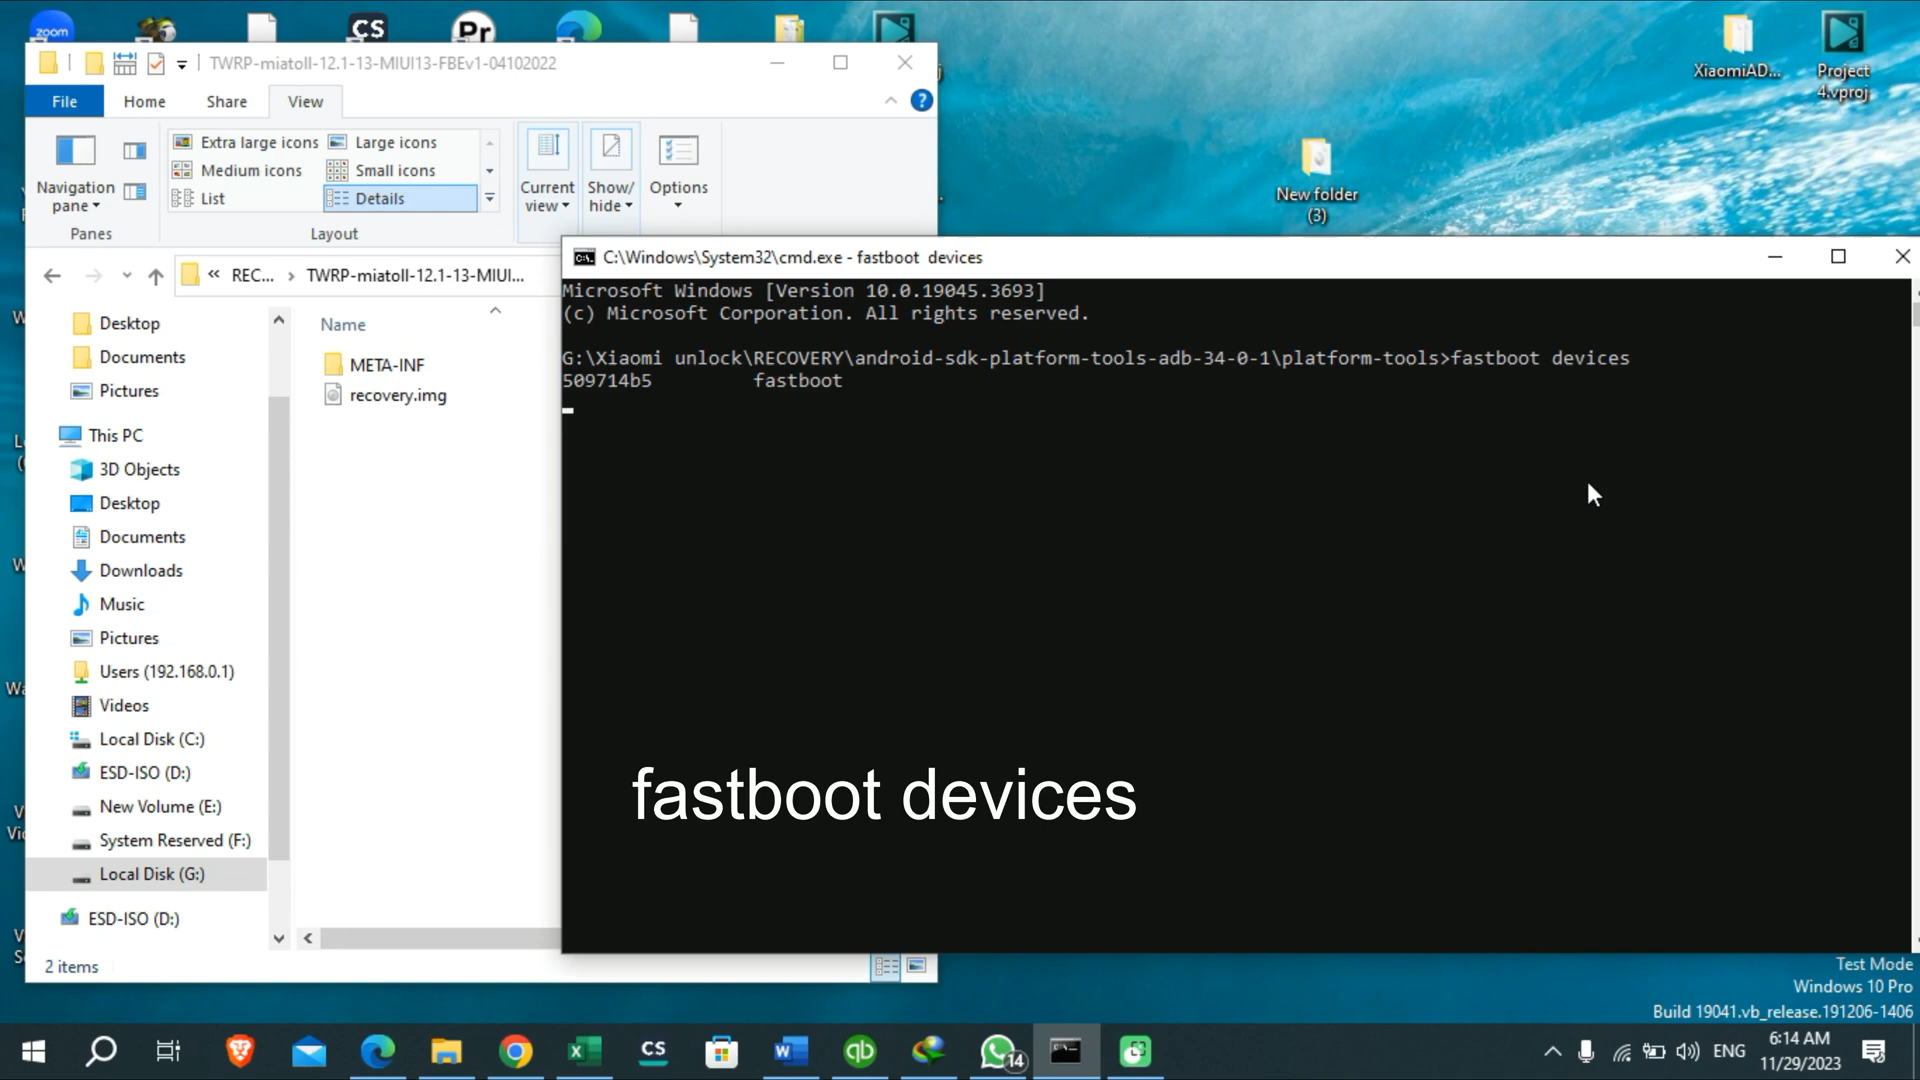 zoom
CS
Pr
XiaomiAD...
Project
4.vproj
New folder
(3)
TWRP-miatoll-12.1-13-MIUI13-FBEv1-04102022
File
Home
Share
View
Extra large icons
Large icons
Medium icons
Small icons
List
Details
Navigation
pane
Current
view
Show/
hide
Options
Panes
Layout
« REC... › TWRP-miatoll-12.1-13-MIUI...
Desktop
Documents
Pictures
This PC
3D Objects
Desktop
Documents
Downloads
Music
Pictures
Users (192.168.0.1)
Videos
Local Disk (C:)
ESD-ISO (D:)
New Volume (E:)
System Reserved (F:)
Local Disk (G:)
ESD-ISO (D:)
Name
META-INF
recovery.img
2 items
C:\Windows\System32\cmd.exe - fastboot  devices
Microsoft Windows [Version 10.0.19045.3693]
(c) Microsoft Corporation. All rights reserved.
G:\Xiaomi unlock\RECOVERY\android-sdk-platform-tools-adb-34-0-1\platform-tools>fastboot devices
509714b5        fastboot
fastboot devices
Test Mode
Windows 10 Pro
Build 19041.vb_release.191206-1406
CS
14
ENG
6:14 AM
11/29/2023